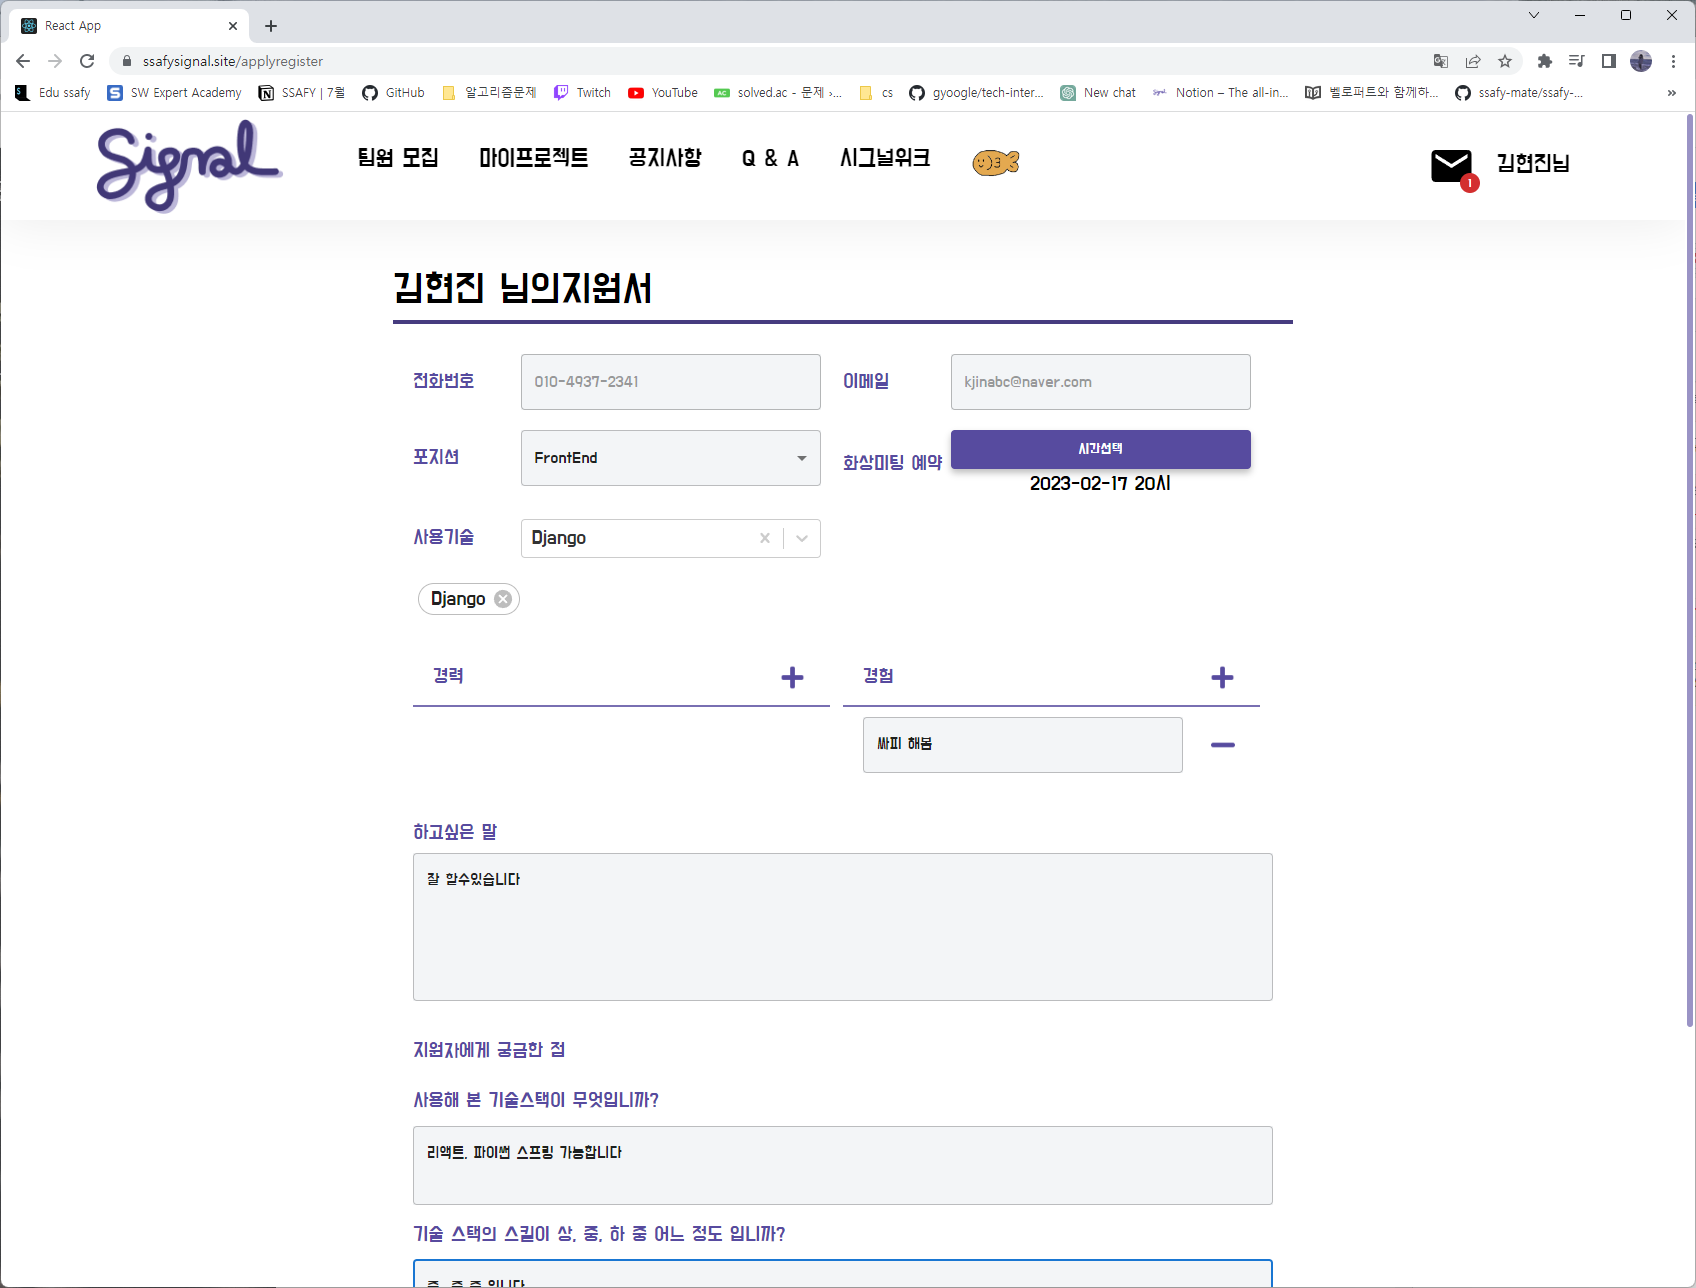 React App
ssafysignal.site/applyregister
Edu ssafy SW Expert Academy SSAFY | 7월 GitHub 알고리즘문제 Twitch YouTube solved.ac - 문제 ›... cs gyoogle/tech-inter... New chat Notion – The all-in... 벨로퍼트와 함께하... ssafy-mate/ssafy-... »
Signal 팀원 모집 마이프로젝트 공지사항 Q & A 시그널위크 1 김현진님
김현진 님의지원서
전화번호 010-4937-2341 이메일 kjinabc@naver.com
포지션 FrontEnd 화상미팅 예약 시간선택
2023-02-17 20시
사용기술 Django
Django
경력 경험
싸피 해봄
하고싶은 말
잘 할수있습니다
지원자에게 궁금한 점
사용해 본 기술스택이 무엇입니까?
리액트, 파이썬 스프링 가능합니다
기술 스택의 스킬이 상, 중, 하 중 어느 정도 입니까?